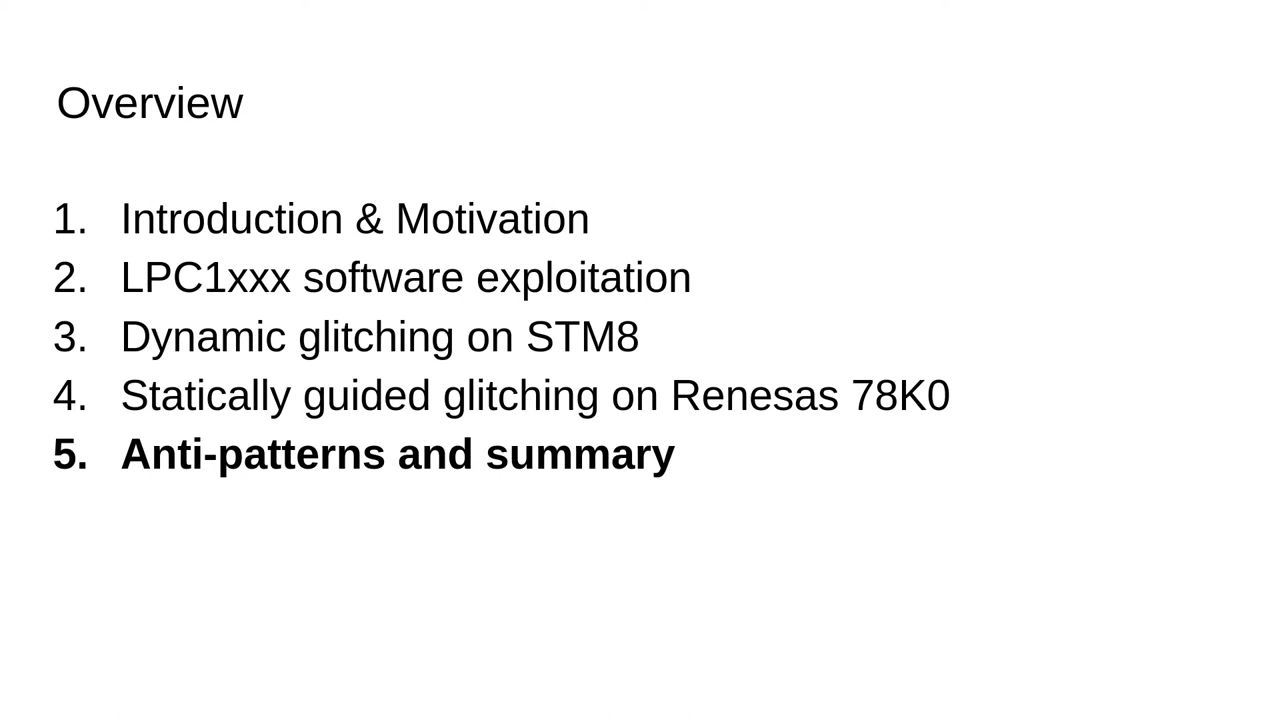 Overview
1. Introduction & Motivation
2. LPC1xxx software exploitation
3. Dynamic glitching on STM8
4. Statically guided glitching on Renesas 78K0
5. Anti-patterns and summary